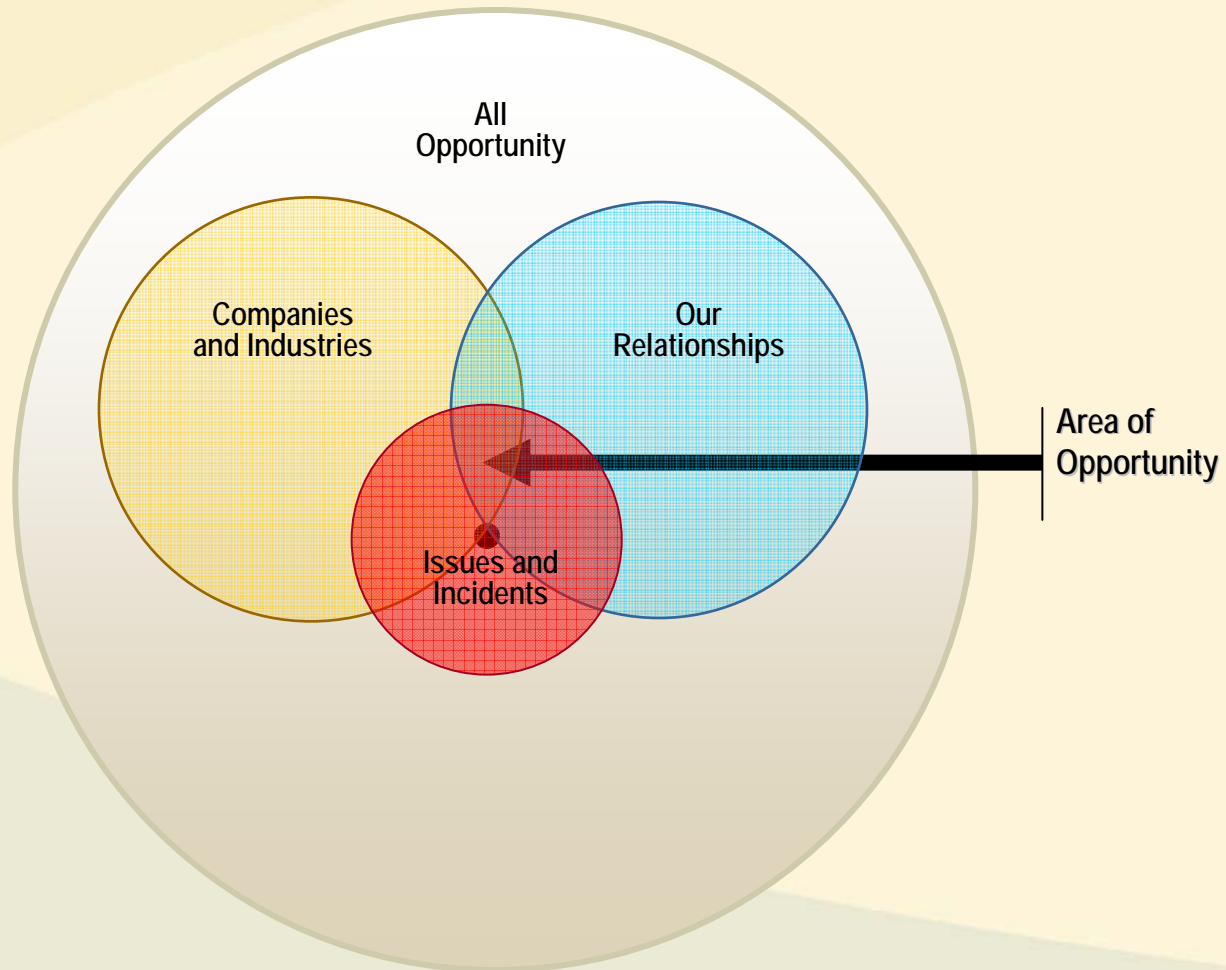 All
Opportunity
Companies
and Industries
Our
Relationships
Area of
Opportunity
Issues and
Incidents